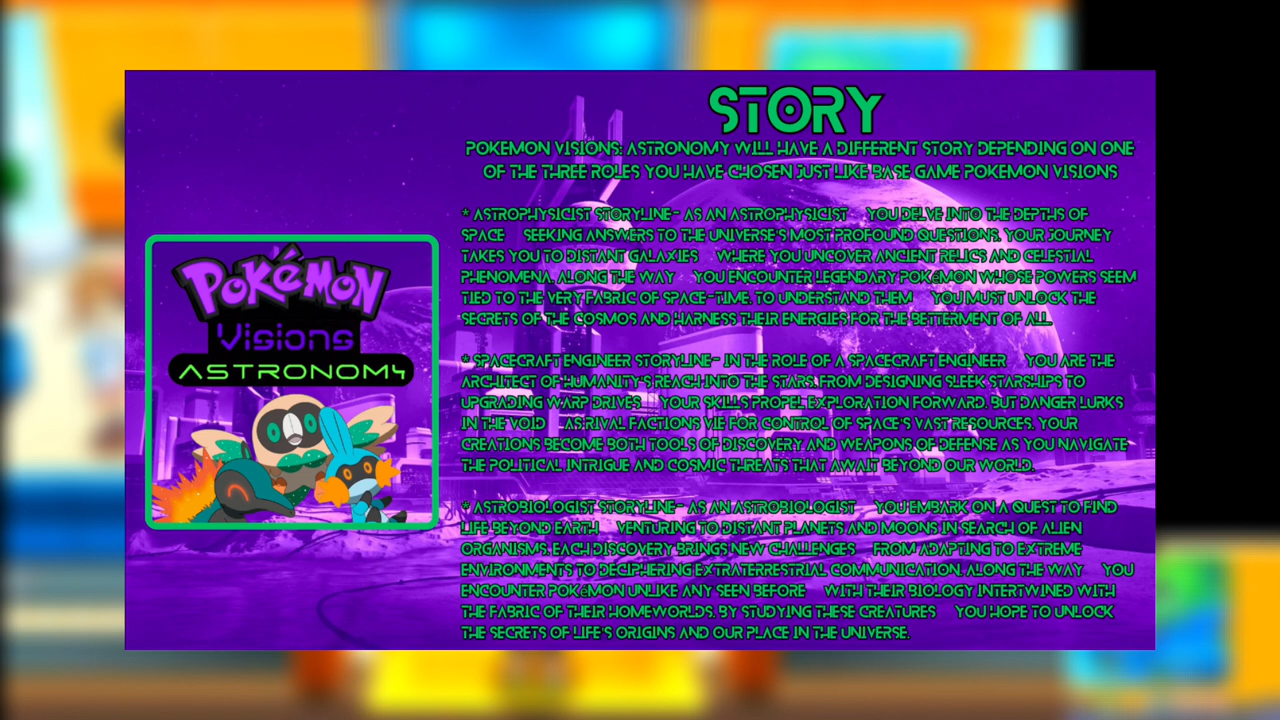 STORY
POKEMON VISIONS: ASTRONOMY WILL HAVE A DIFFERENT STORY DEPENDING ON ONE
OF THE THREE ROLES YOU HAVE CHOSEN JUST LIKE BASE GAME POKEMON VISIONS
* ASTROPHYSICIST STORYLINE- AS AN ASTROPHYSICIST YOU DELVE INTO THE DEPTHS OF
SPACE SEEKING ANSWERS TO THE UNIVERSE'S MOST PROFOUND QUESTIONS. YOUR JOURNEY
TAKES YOU TO DISTANT GALAXIES WHERE YOU UNCOVER ANCIENT RELICS AND CELESTIAL
PHENOMENA. ALONG THE WAY YOU ENCOUNTER LEGENDARY POKéMON WHOSE POWERS SEEM
TIED TO THE VERY FABRIC OF SPACE-TIME. TO UNDERSTAND THEM YOU MUST UNLOCK THE
SECRETS OF THE COSMOS AND HARNESS THEIR ENERGIES FOR THE BETTERMENT OF ALL.
* SPACECRAFT ENGINEER STORYLINE- IN THE ROLE OF A SPACECRAFT ENGINEER YOU ARE THE
ARCHITECT OF HUMANITY'S REACH INTO THE STARS. FROM DESIGNING SLEEK STARSHIPS TO
UPGRADING WARP DRIVES YOUR SKILLS PROPEL EXPLORATION FORWARD. BUT DANGER LURKS
IN THE VOID AS RIVAL FACTIONS VIE FOR CONTROL OF SPACE'S VAST RESOURCES. YOUR
CREATIONS BECOME BOTH TOOLS OF DISCOVERY AND WEAPONS OF DEFENSE AS YOU NAVIGATE
THE POLITICAL INTRIGUE AND COSMIC THREATS THAT AWAIT BEYOND OUR WORLD.
* ASTROBIOLOGIST STORYLINE- AS AN ASTROBIOLOGIST YOU EMBARK ON A QUEST TO FIND
LIFE BEYOND EARTH VENTURING TO DISTANT PLANETS AND MOONS IN SEARCH OF ALIEN
ORGANISMS. EACH DISCOVERY BRINGS NEW CHALLENGES FROM ADAPTING TO EXTREME
ENVIRONMENTS TO DECIPHERING EXTRATERRESTRIAL COMMUNICATION. ALONG THE WAY YOU
ENCOUNTER POKéMON UNLIKE ANY SEEN BEFORE WITH THEIR BIOLOGY INTERTWINED WITH
THE FABRIC OF THEIR HOMEWORLDS. BY STUDYING THESE CREATURES YOU HOPE TO UNLOCK
THE SECRETS OF LIFE'S ORIGINS AND OUR PLACE IN THE UNIVERSE.
POKéMON
Visions
ASTRONOMY